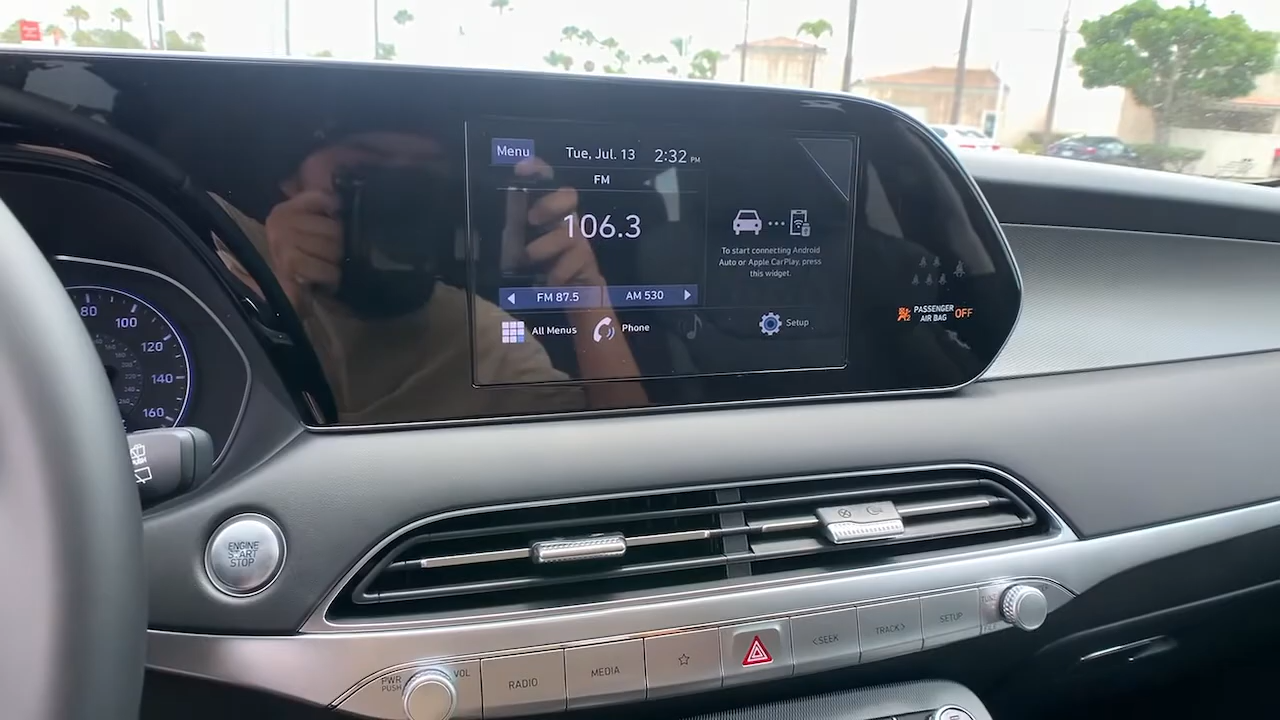 Menu
Tue, Jul. 13
2:32 PM
FM
106.3
To start connecting Android
Auto or Apple CarPlay, press
this widget.
FM 87.5
AM 530
All Menus
Phone
Setup
PASSENGER
AIR BAG
OFF
80
100
120
140
160
ENGINE
START
STOP
PWR
PUSH
VOL
RADIO
MEDIA
<SEEK
TRACK>
SETUP